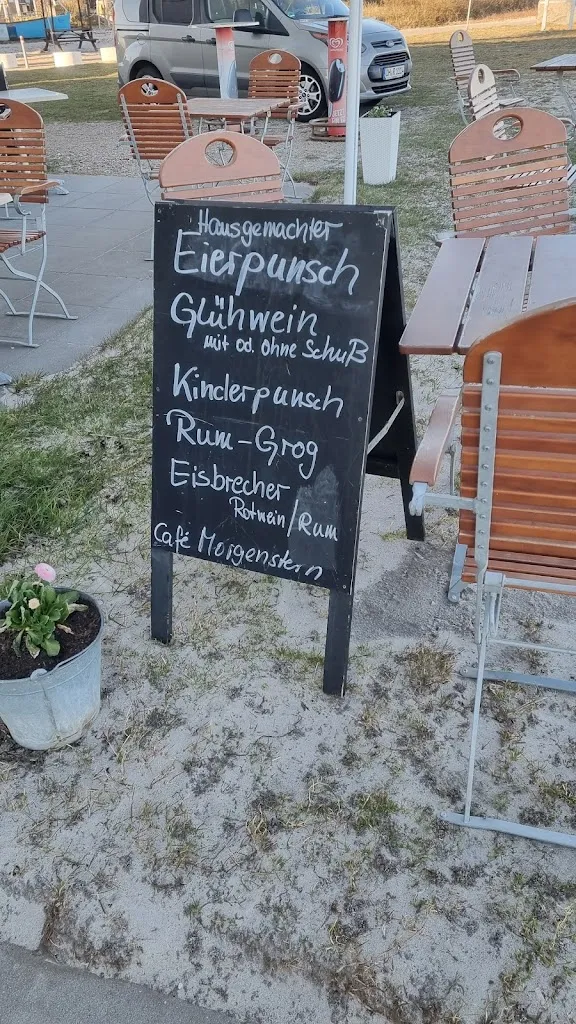 Hausgemachter
Eierpunsch
Glühwein
mit od. ohne Schuß
Kinderpunsch
Rum-Grog
Eisbrecher
Rotwein/Rum
Café Morgenstern